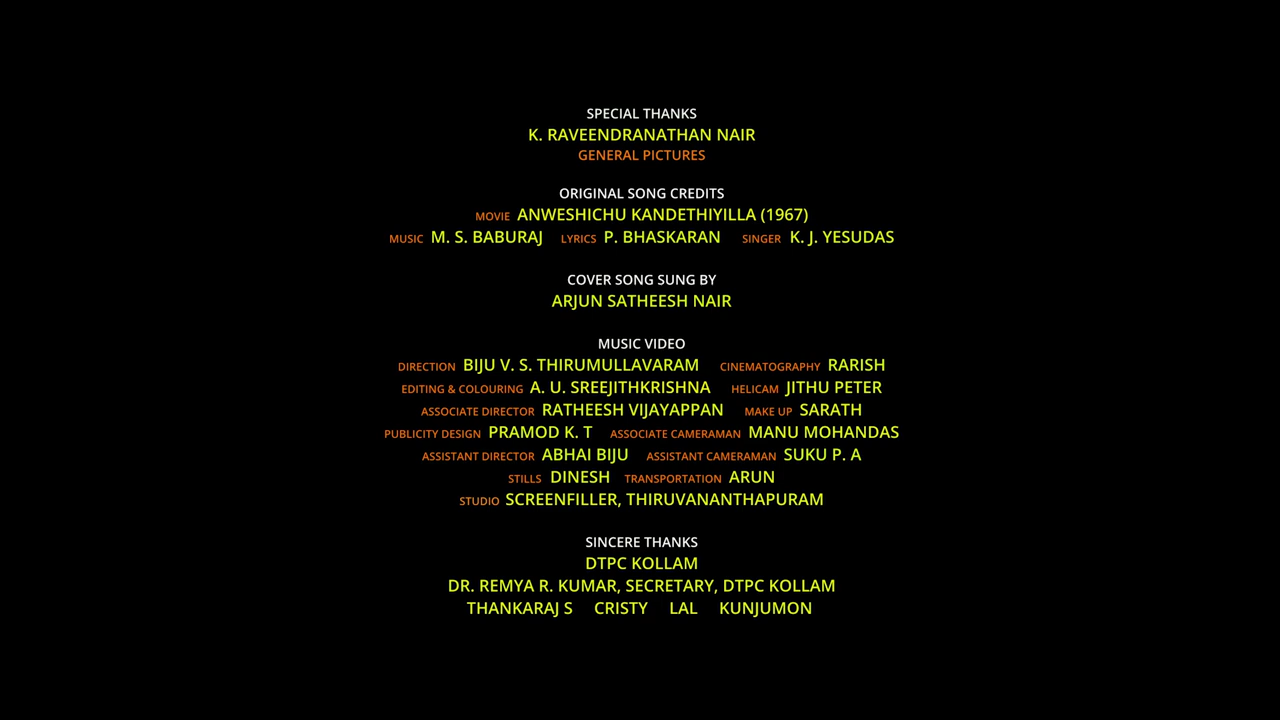 SPECIAL THANKS
K. RAVEENDRANATHAN NAIR
GENERAL PICTURES
ORIGINAL SONG CREDITS
MOVIE ANWESHICHU KANDETHIYILLA (1967)
MUSIC M. S. BABURAJ LYRICS P. BHASKARAN SINGER K. J. YESUDAS
COVER SONG SUNG BY
ARJUN SATHEESH NAIR
MUSIC VIDEO
DIRECTION BIJU V. S. THIRUMULLAVARAM CINEMATOGRAPHY RARISH
EDITING & COLOURING A. U. SREEJITHKRISHNA HELICAM JITHU PETER
ASSOCIATE DIRECTOR RATHEESH VIJAYAPPAN MAKE UP SARATH
PUBLICITY DESIGN PRAMOD K. T ASSOCIATE CAMERAMAN MANU MOHANDAS
ASSISTANT DIRECTOR ABHAI BIJU ASSISTANT CAMERAMAN SUKU P. A
STILLS DINESH TRANSPORTATION ARUN
STUDIO SCREENFILLER, THIRUVANANTHAPURAM
SINCERE THANKS
DTPC KOLLAM
DR. REMYA R. KUMAR, SECRETARY, DTPC KOLLAM
THANKARAJ S CRISTY LAL KUNJUMON